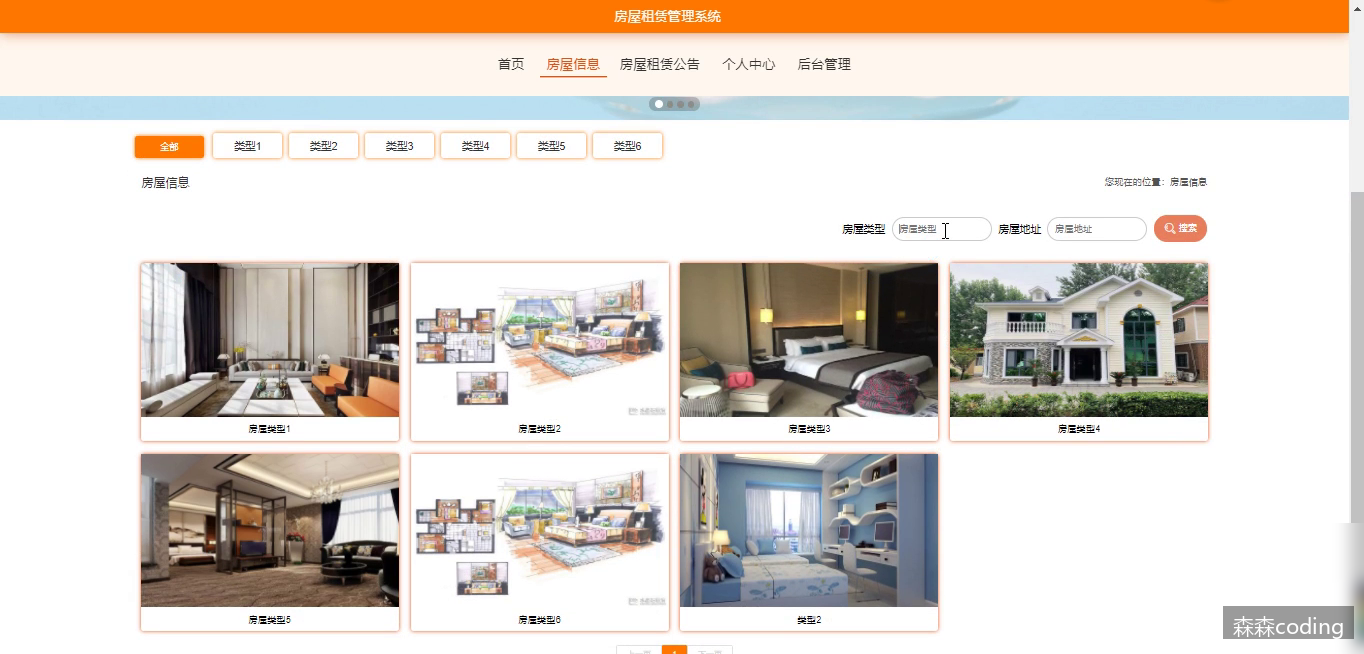 房屋租赁管理系统
首页 房屋信息 房屋租赁公告 个人中心 后台管理
全部 类型1 类型2 类型3 类型4 类型5 类型6
房屋信息 您现在的位置：房屋信息
房屋类型 房屋类型 房屋地址 房屋地址 搜索
房屋类型1 房屋类型2 房屋类型3 房屋类型4
房屋类型5 房屋类型6 类型2
森森coding